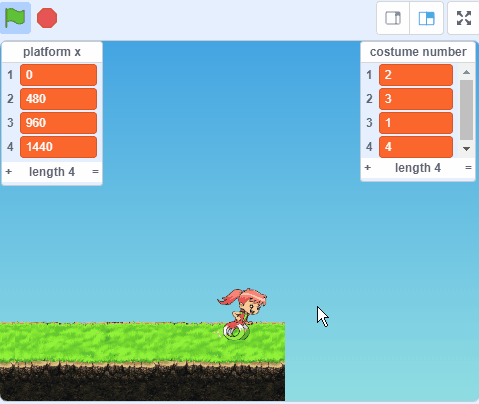 platform x
1 0
2 480
3 960
4 1440
+ length 4 =
costume number
1 2
2 3
3 1
4 4
+ length 4 =